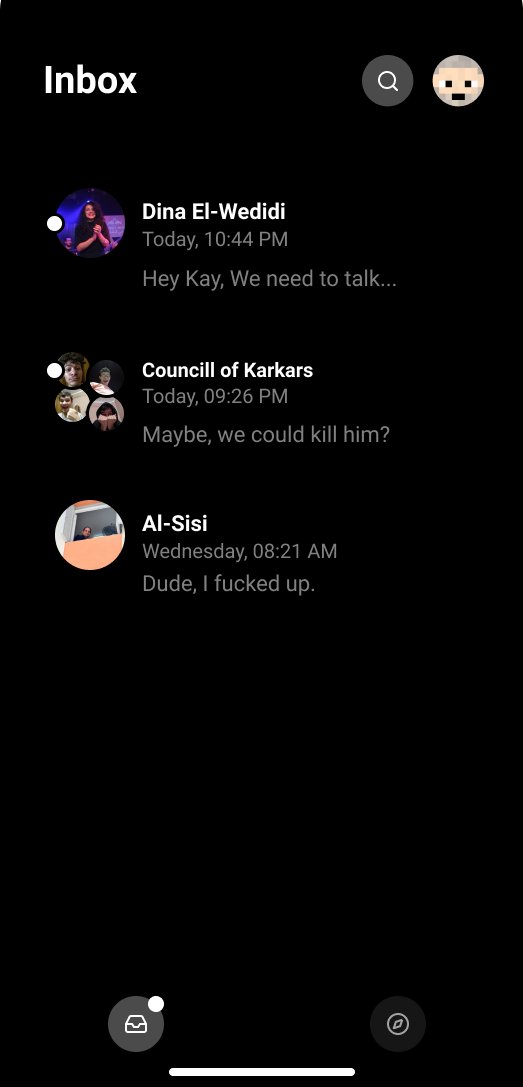 Inbox
Dina El-Wedidi
Today, 10:44 PM
Hey Kay, We need to talk...
Councill of Karkars
Today, 09:26 PM
Maybe, we could kill him?
Al-Sisi
Wednesday, 08:21 AM
Dude, I fucked up.